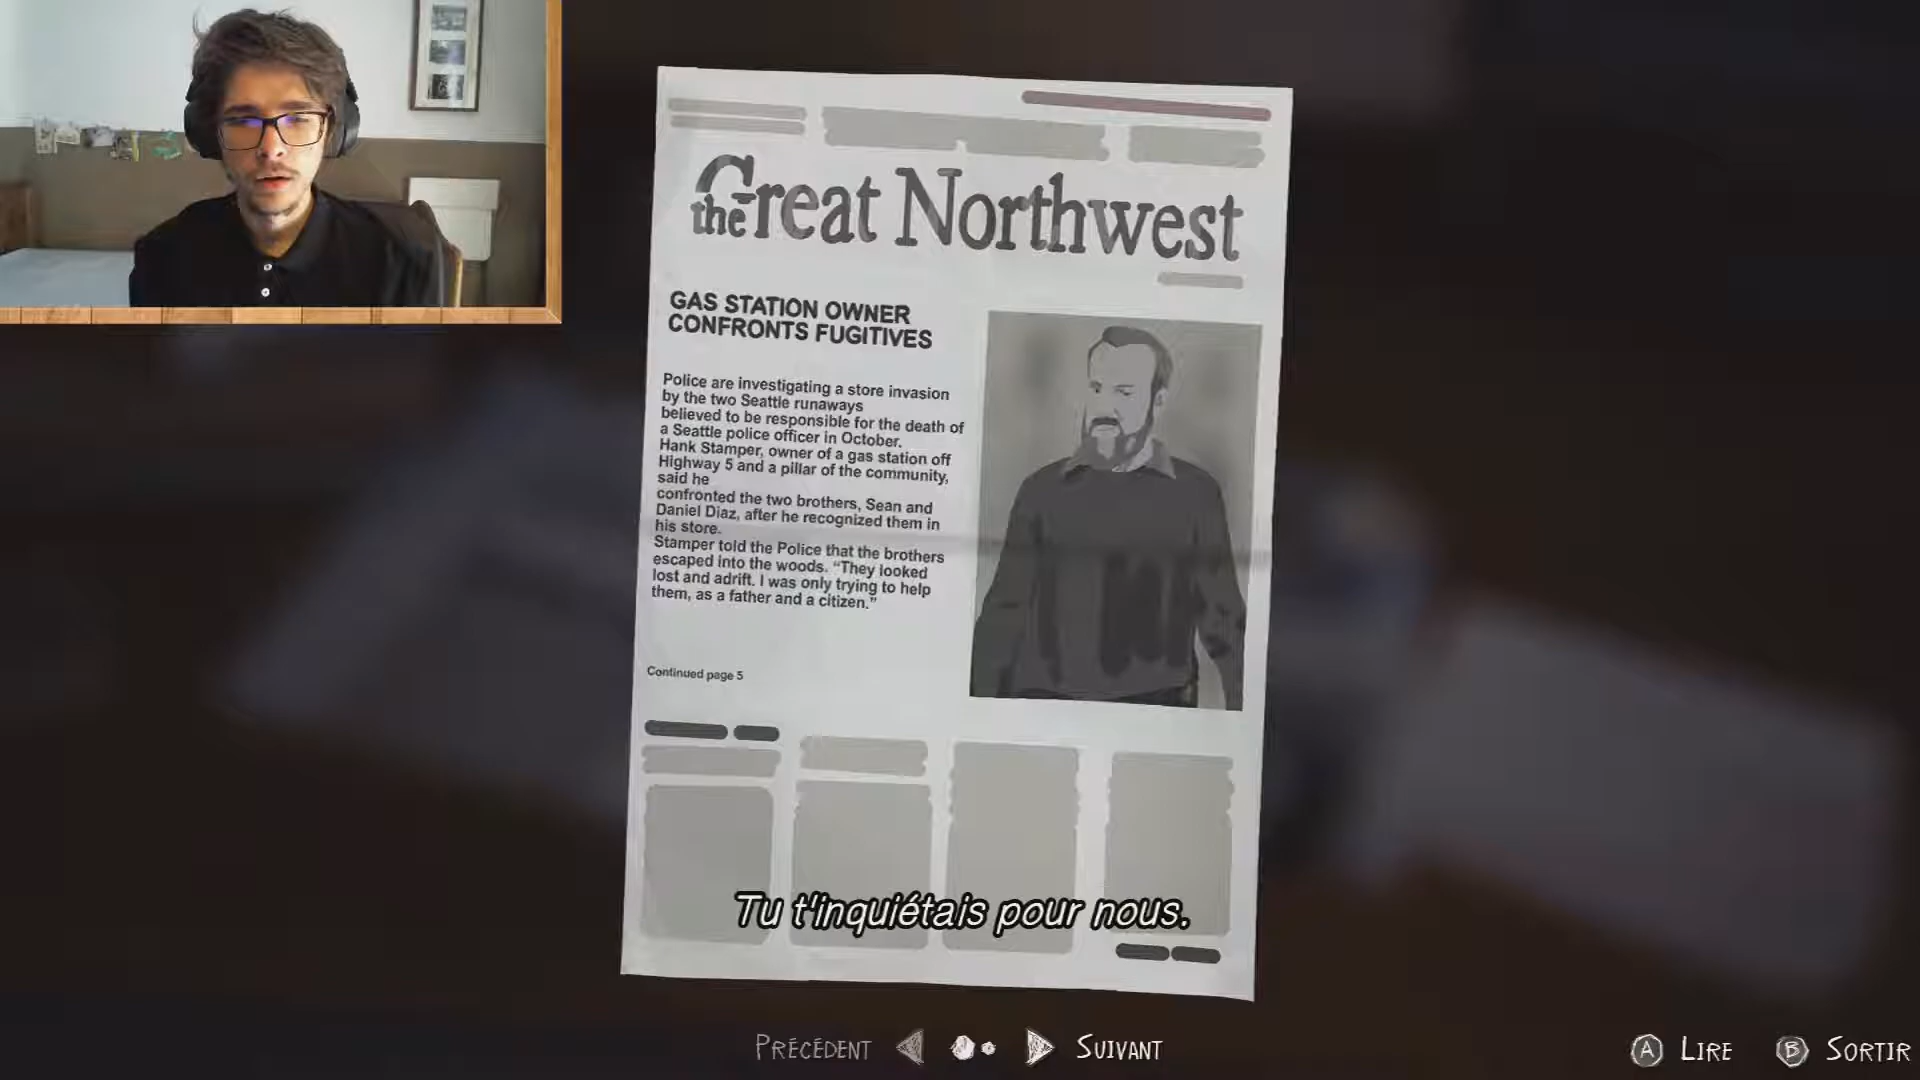 the Great Northwest
GAS STATION OWNER
CONFRONTS FUGITIVES
Police are investigating a store invasion
by the two Seattle runaways
believed to be responsible for the death of
a Seattle police officer in October.
Hank Stamper, owner of a gas station off
Highway 5 and a pillar of the community,
said he
confronted the two brothers, Sean and
Daniel Diaz, after he recognized them in
his store.
Stamper told the Police that the brothers
escaped into the woods. “They looked
lost and adrift. I was only trying to help
them, as a father and a citizen.”
Continued page 5
Tu t'inquiétais pour nous.
PRÉCÉDENT SUIVANT
A LIRE B SORTIR